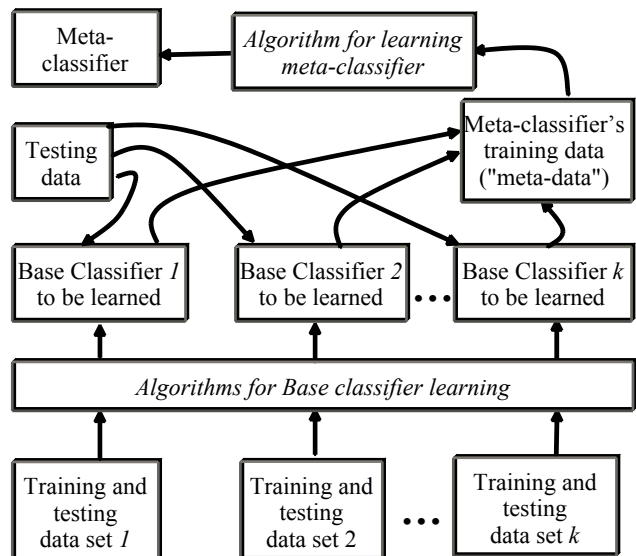 Meta-
classifier
Algorithm for learning
meta-classifier
Testing
data
Meta-classifier's
training data
("meta-data")
Base Classifier 1
to be learned
Base Classifier 2
to be learned
...
Base Classifier k
to be learned
Algorithms for Base classifier learning
Training and
testing
data set 1
Training and
testing
data set 2
...
Training and
testing
data set k